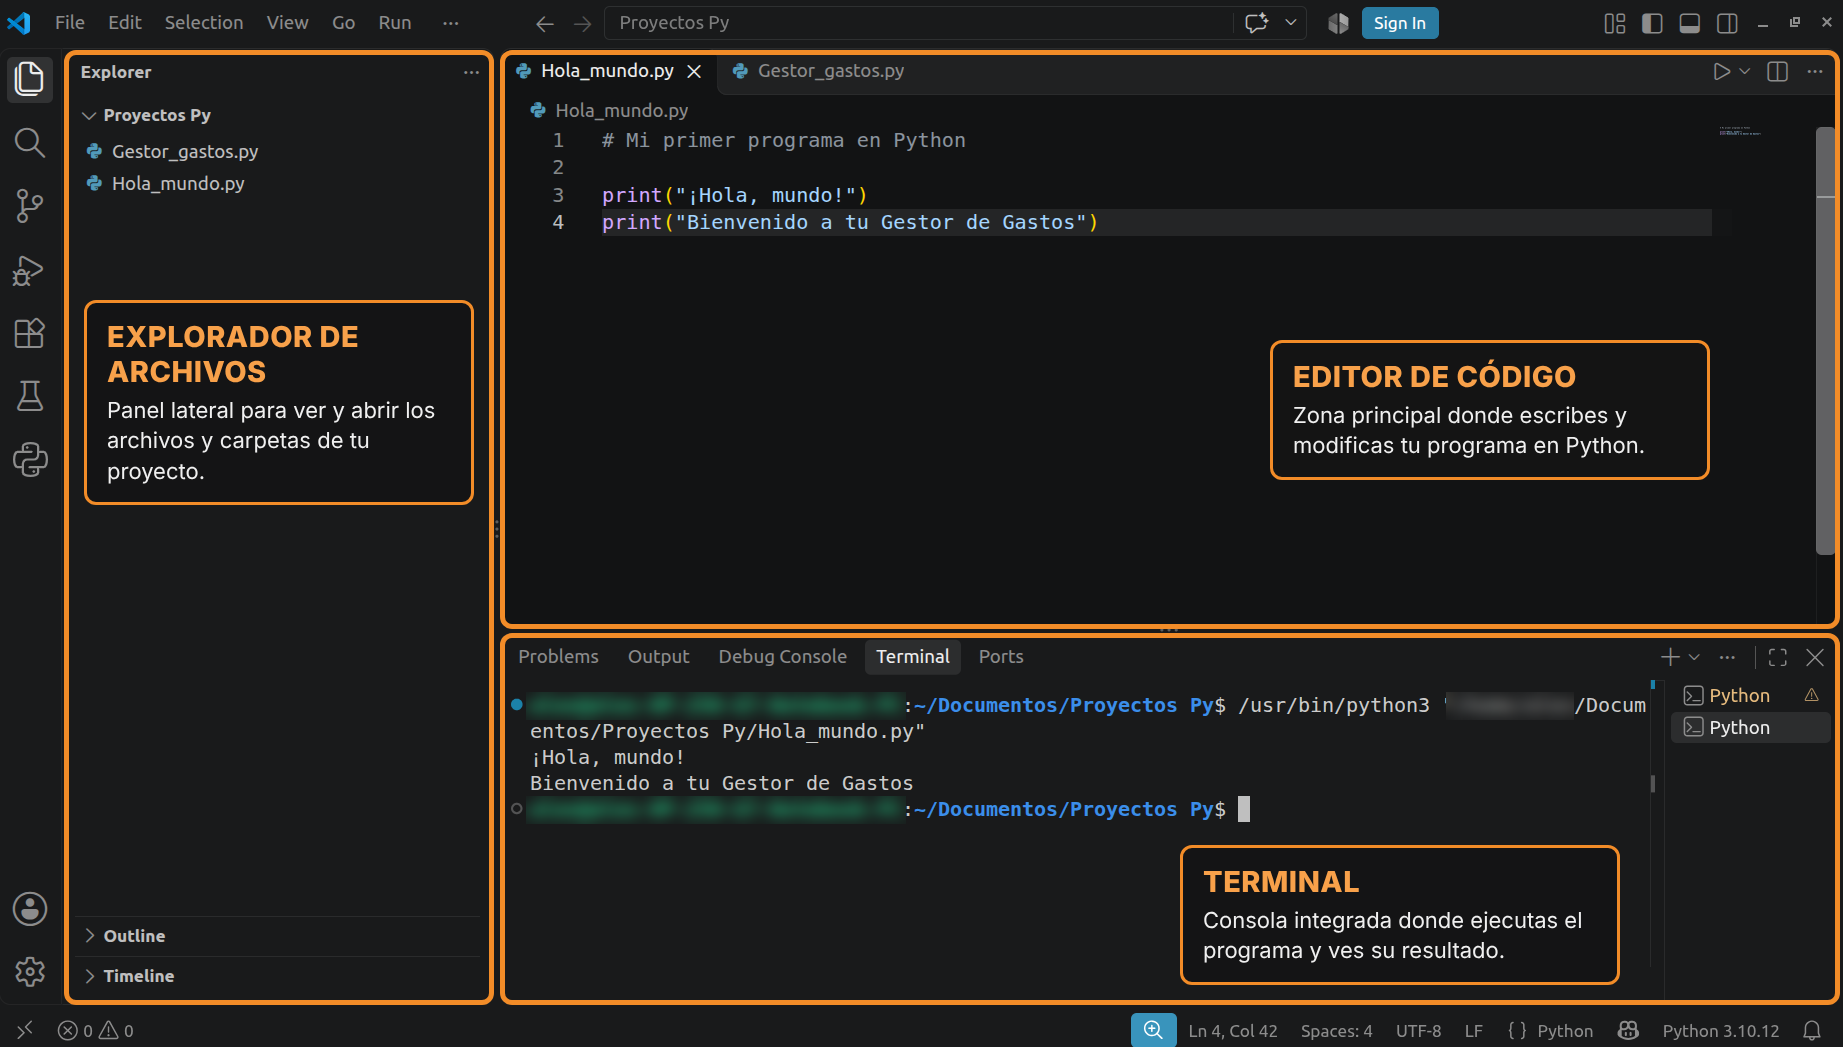 File Edit Selection View Go Run ···
Proyectos Py
Sign In
Explorer ···
Proyectos Py
Gestor_gastos.py
Hola_mundo.py
EXPLORADOR DE
ARCHIVOS
Panel lateral para ver y abrir los
archivos y carpetas de tu
proyecto.
Outline
Timeline
Hola_mundo.py Gestor_gastos.py
Hola_mundo.py
1 # Mi primer programa en Python
2
3 print("¡Hola, mundo!")
4 print("Bienvenido a tu Gestor de Gastos")
EDITOR DE CÓDIGO
Zona principal donde escribes y
modificas tu programa en Python.
Problems Output Debug Console Terminal Ports
:~/Documentos/Proyectos Py$ /usr/bin/python3 /Docum
entos/Proyectos Py/Hola_mundo.py"
¡Hola, mundo!
Bienvenido a tu Gestor de Gastos
:~/Documentos/Proyectos Py$
Python
Python
TERMINAL
Consola integrada donde ejecutas el
programa y ves su resultado.
0 0
Ln 4, Col 42 Spaces: 4 UTF-8 LF {} Python Python 3.10.12